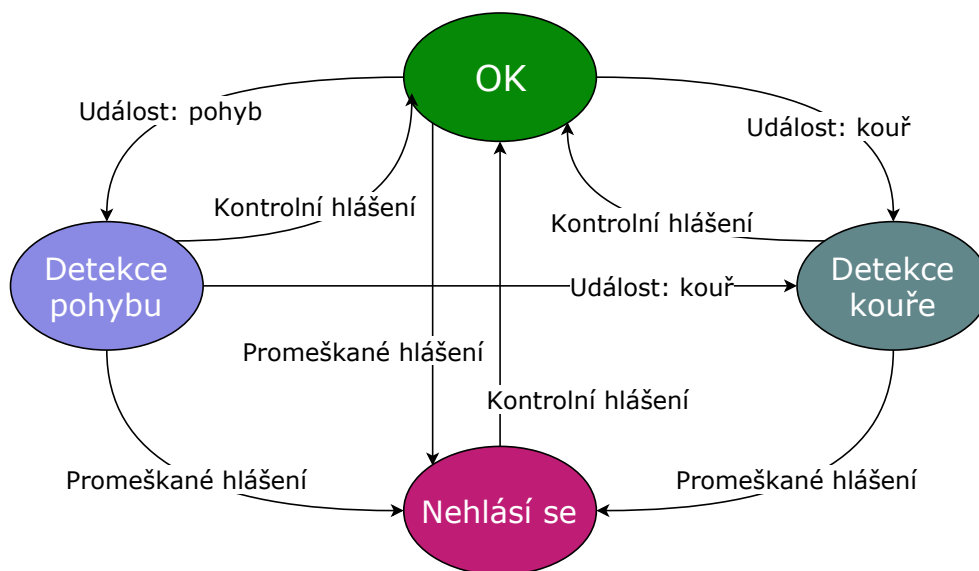 OK
Událost: pohyb
Událost: kouř
Kontrolní hlášení
Kontrolní hlášení
Detekce
pohybu
Událost: kouř
Detekce
kouře
Promeškané hlášení
Kontrolní hlášení
Promeškané hlášení
Promeškané hlášení
Nehlásí se